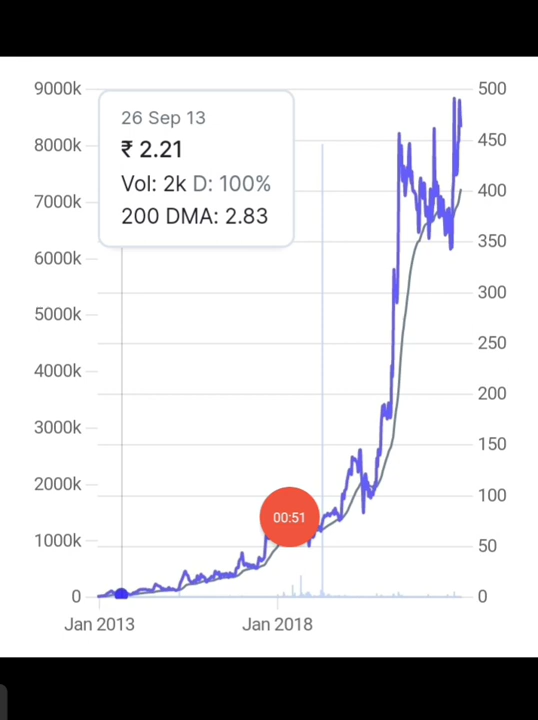 9000k
500
26 Sep 13
₹ 2.21
Vol: 2k D: 100%
200 DMA: 2.83
8000k
450
7000k
400
6000k
350
5000k
300
4000k
250
3000k
200
2000k
150
1000k
100
0
50
0
00:51
Jan 2013
Jan 2018